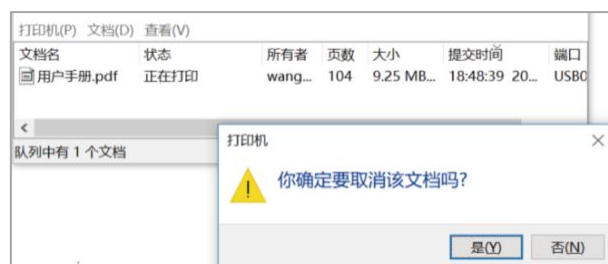 打印机(P) 文档(D) 查看(V)
文档名 状态 所有者 页数 大小 提交时间 端口
用户手册.pdf 正在打印 wang... 104 9.25 MB... 18:48:39 20... USB0
队列中有 1 个文档
打印机
你确定要取消该文档吗?
是(Y) 否(N)